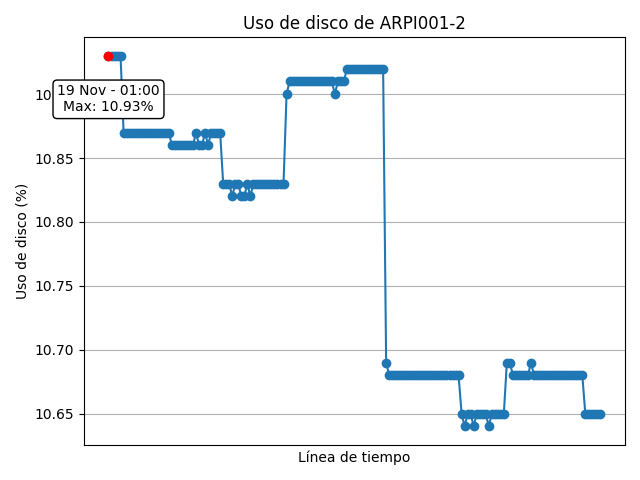 Uso de disco de ARPI001-2
Uso de disco (%)
19 Nov - 01:00
Max: 10.93%
10.85
10.80
10.75
10.70
10.65
Línea de tiempo